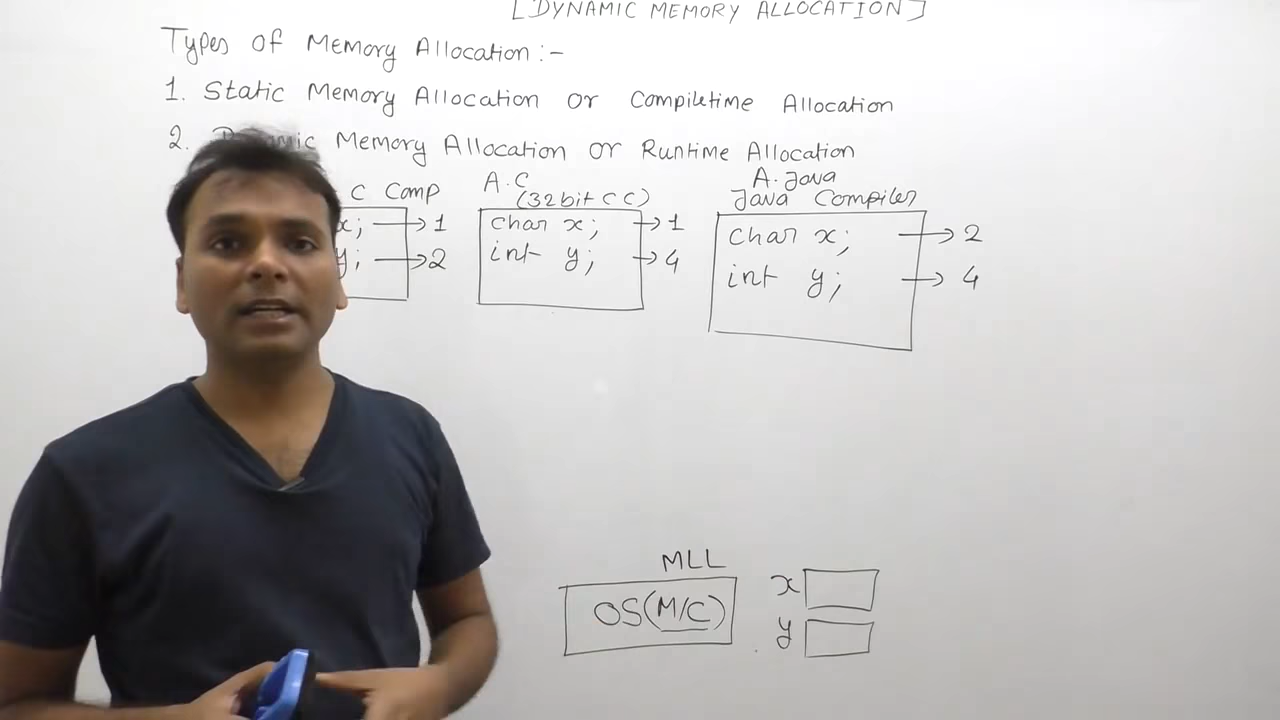 [DYNAMIC MEMORY ALLOCATION]
Types of Memory Allocation :-
1. Static Memory Allocation or Compiletime Allocation
2. Dynamic Memory Allocation or Runtime Allocation
C Comp
x; → 1
y; → 2
A.C
(32bit C C)
char x; → 1
int y; → 4
A.Java
Java Compiler
char x; → 2
int y; → 4
MLL
OS(M/C)
x
y